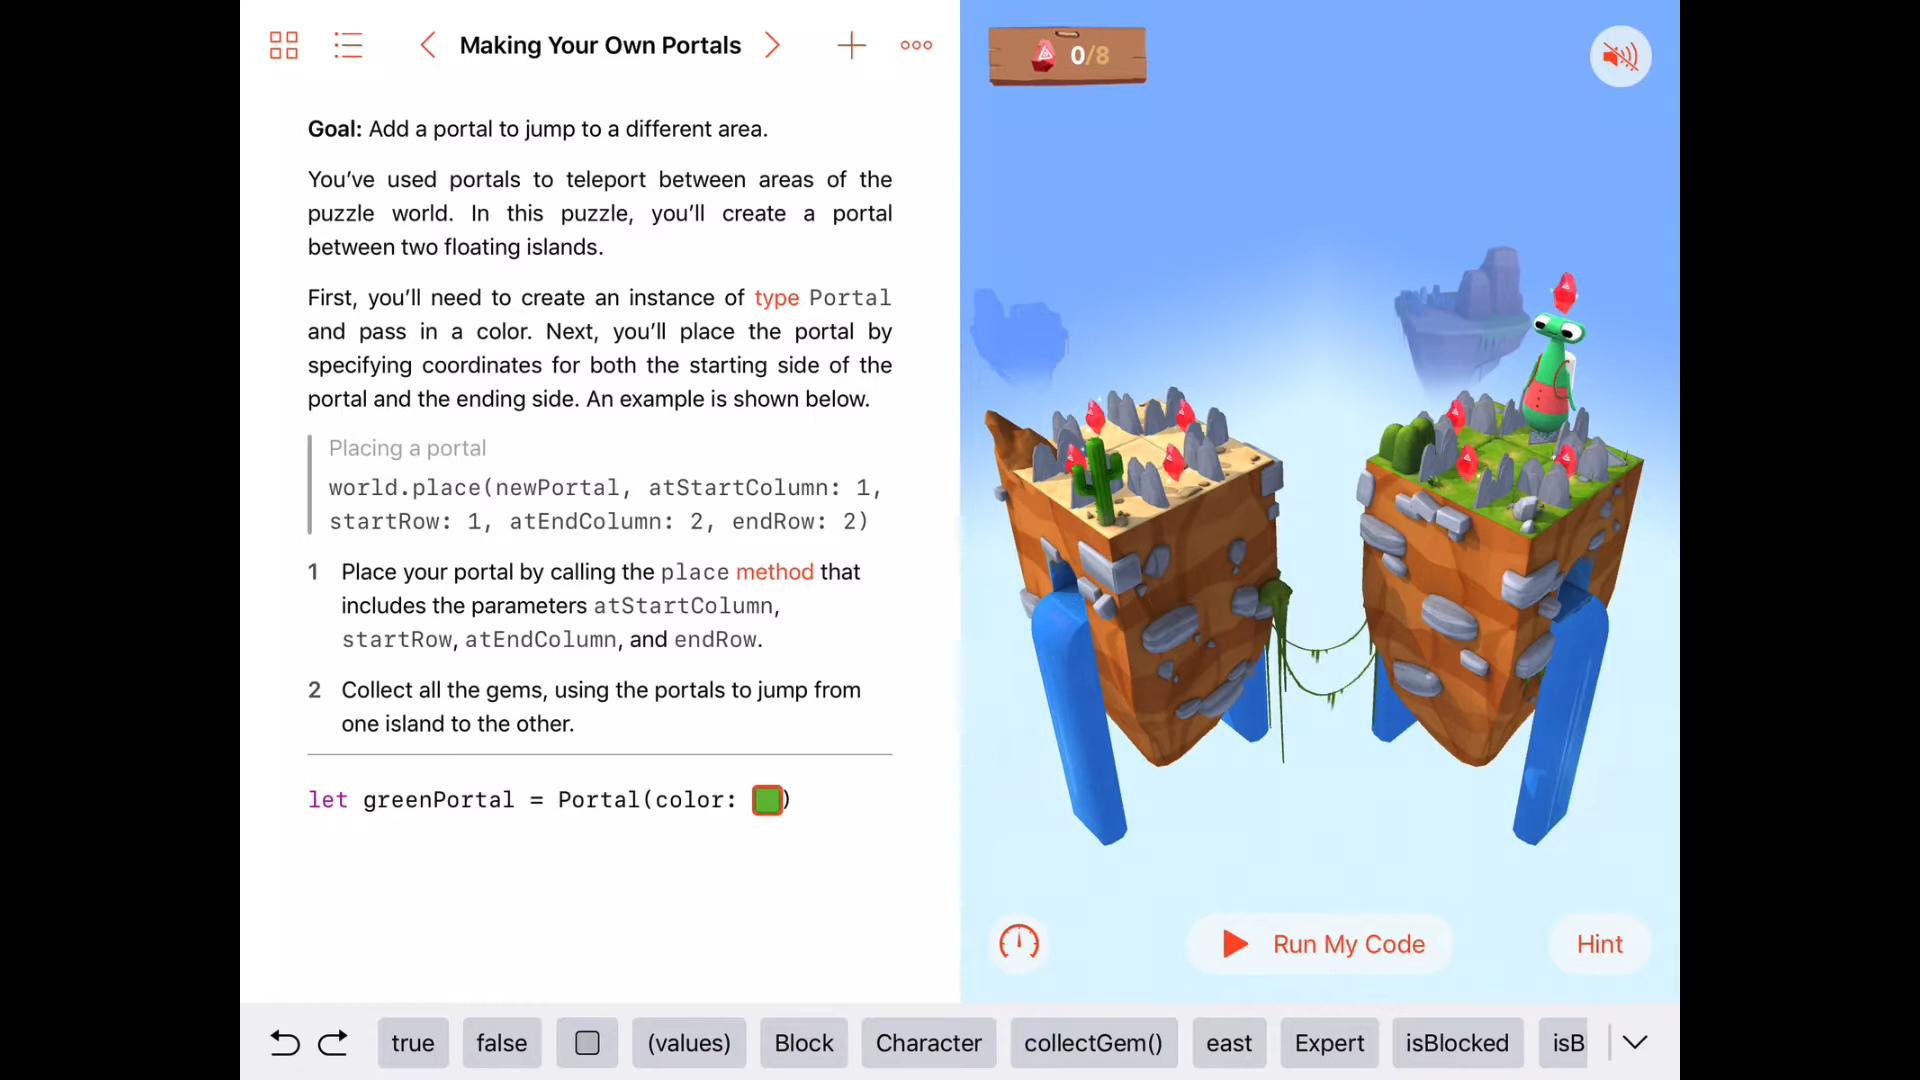 Making Your Own Portals
0/8
Goal: Add a portal to jump to a different area.
You’ve used portals to teleport between areas of the
puzzle world. In this puzzle, you’ll create a portal
between two floating islands.
First, you’ll need to create an instance of type Portal
and pass in a color. Next, you’ll place the portal by
specifying coordinates for both the starting side of the
portal and the ending side. An example is shown below.
Placing a portal
world.place(newPortal, atStartColumn: 1,
startRow: 1, atEndColumn: 2, endRow: 2)
1 Place your portal by calling the place method that
includes the parameters atStartColumn,
startRow, atEndColumn, and endRow.
2 Collect all the gems, using the portals to jump from
one island to the other.
let greenPortal = Portal(color: )
Run My Code
Hint
true false (values) Block Character collectGem() east Expert isBlocked isB